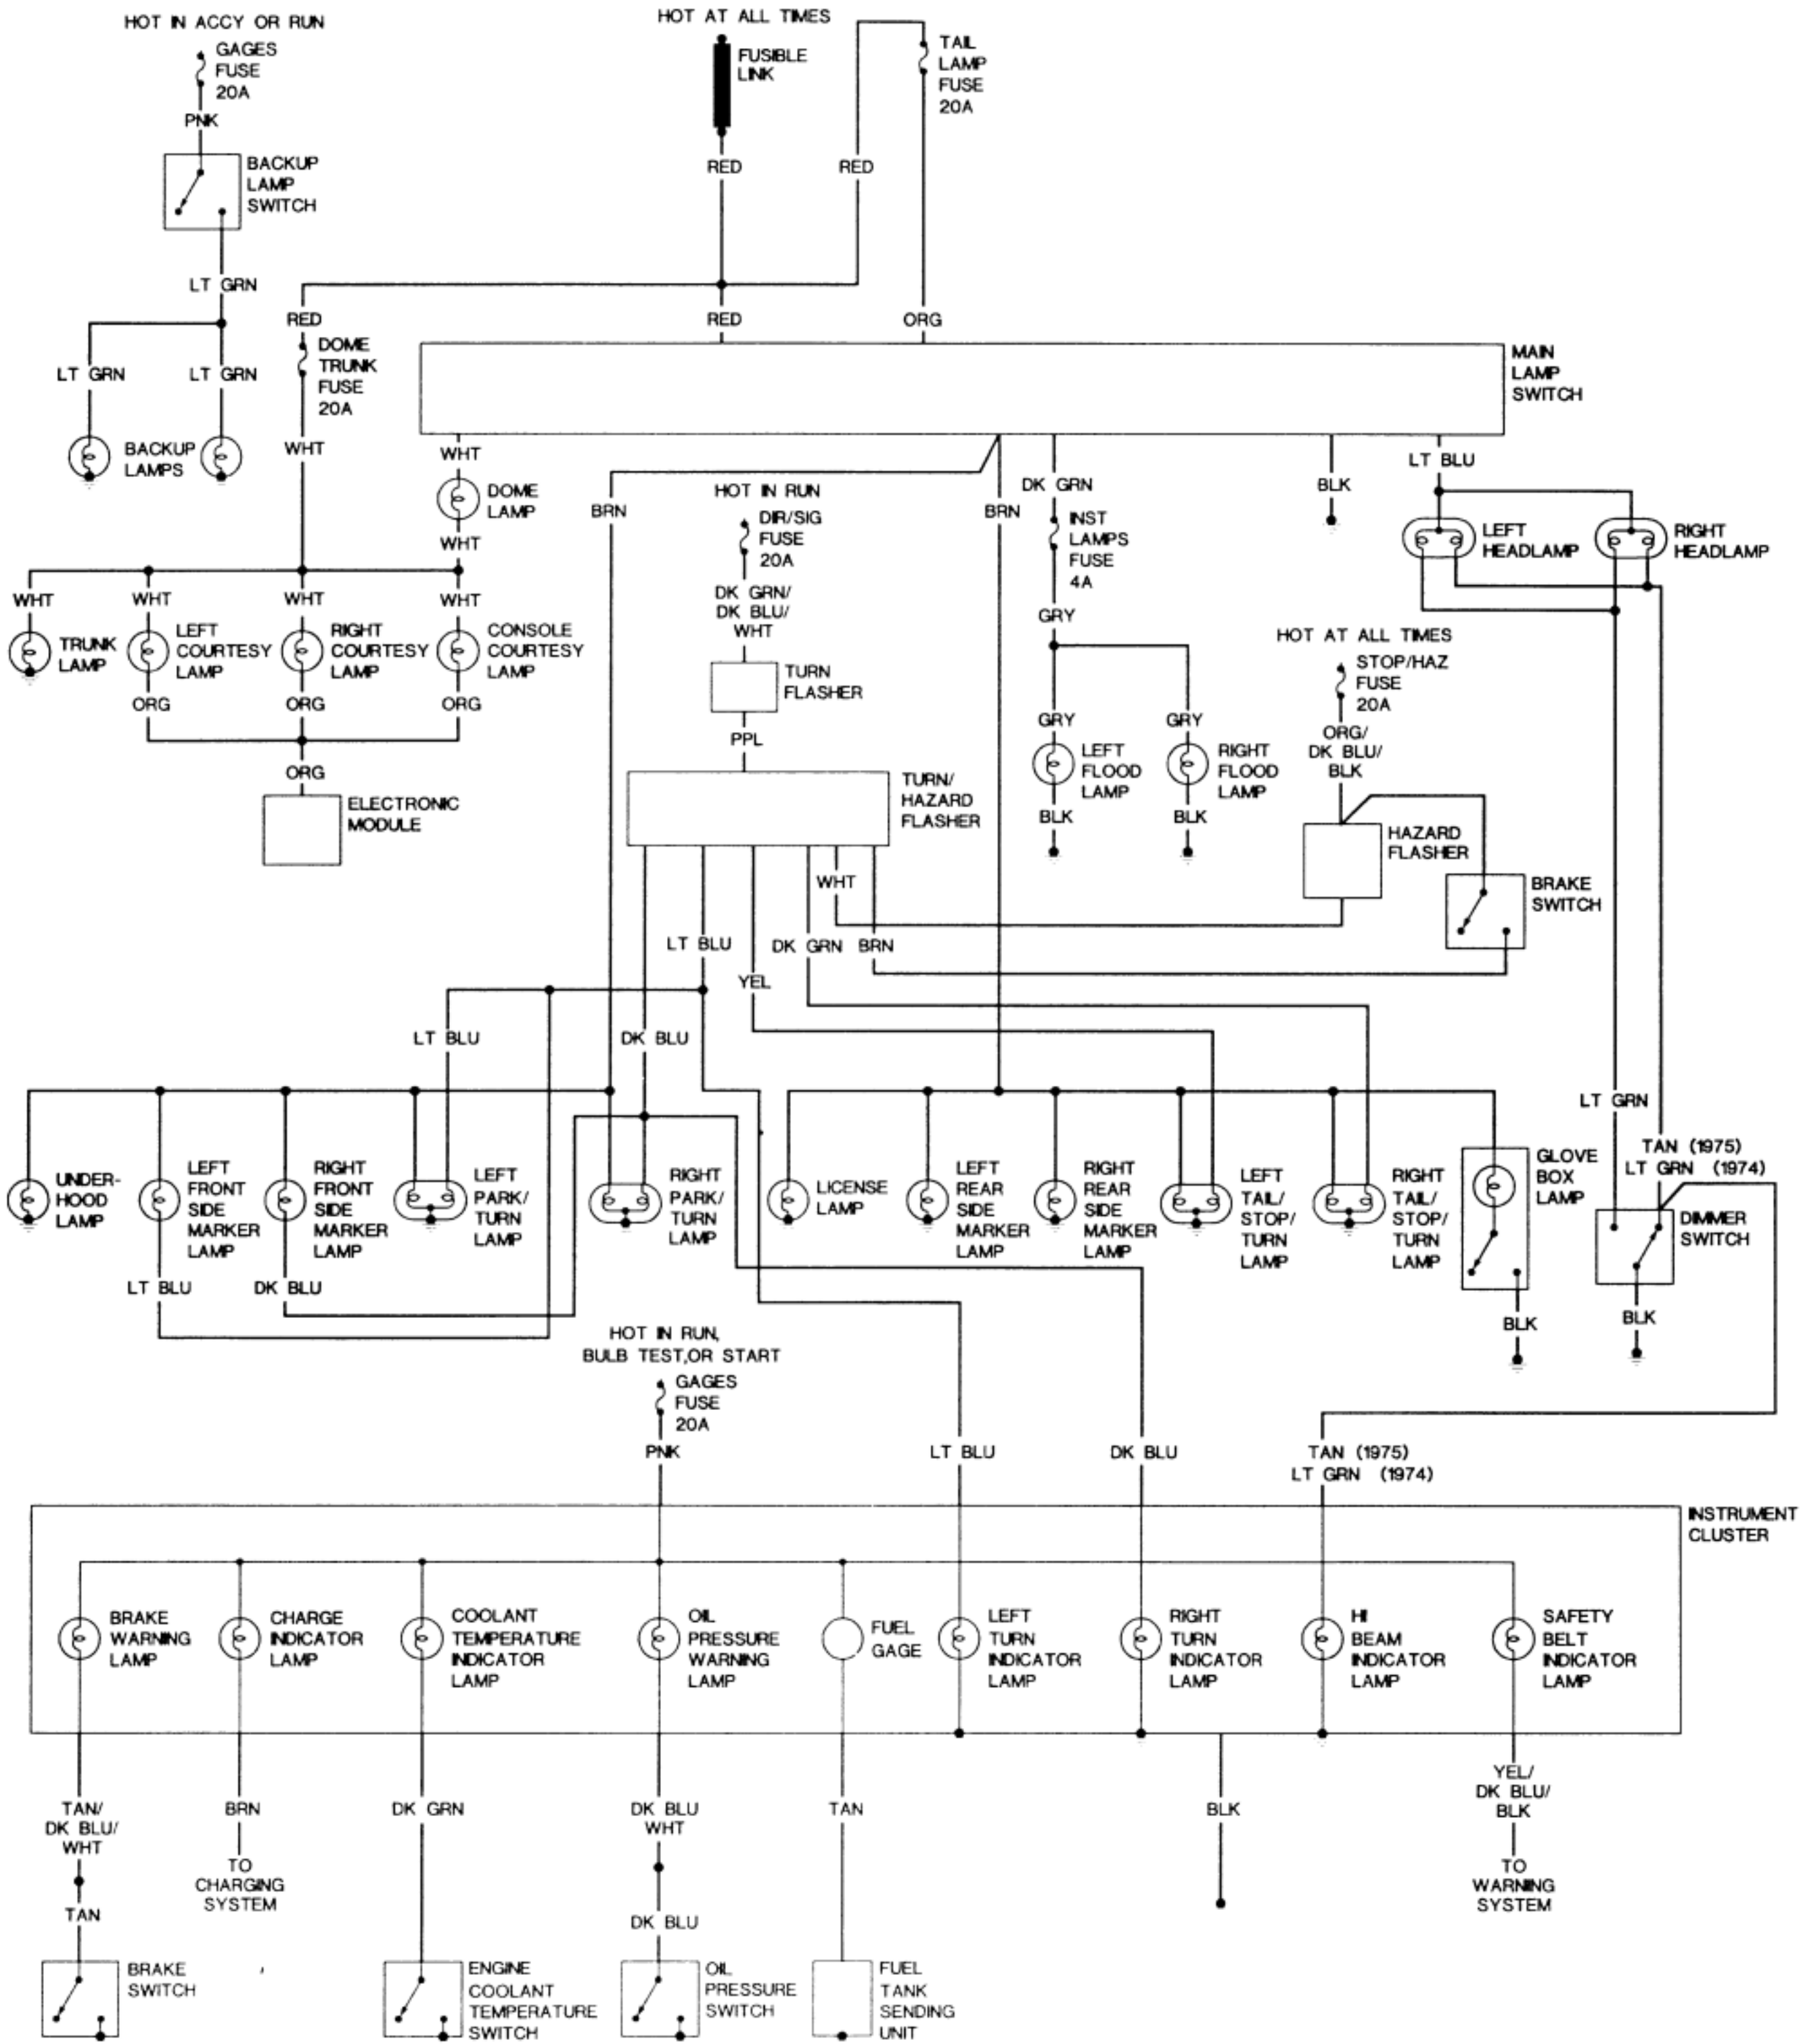 HOT IN ACCY OR RUN
GAGES
FUSE
20A
PNK
BACKUP
LAMP
SWITCH
LT GRN
LT GRN
LT GRN
BACKUP
LAMPS
HOT AT ALL TIMES
FUSIBLE
LINK
RED
RED
TAIL
LAMP
FUSE
20A
RED
RED
ORG
DOME
TRUNK
FUSE
20A
WHT
MAIN
LAMP
SWITCH
WHT
DOME
LAMP
WHT
WHT
WHT
WHT
WHT
TRUNK
LAMP
LEFT
COURTESY
LAMP
RIGHT
COURTESY
LAMP
CONSOLE
COURTESY
LAMP
ORG
ORG
ORG
ORG
ELECTRONIC
MODULE
BRN
HOT IN RUN
DIR/SIG
FUSE
20A
DK GRN/
DK BLU/
WHT
TURN
FLASHER
PPL
TURN/
HAZARD
FLASHER
BRN
DK GRN
INST
LAMPS
FUSE
4A
GRY
GRY
GRY
LEFT
FLOOD
LAMP
RIGHT
FLOOD
LAMP
BLK
BLK
BLK
LT BLU
LEFT
HEADLAMP
RIGHT
HEADLAMP
HOT AT ALL TIMES
STOP/HAZ
FUSE
20A
ORG/
DK BLU/
BLK
HAZARD
FLASHER
BRAKE
SWITCH
WHT
LT BLU
DK GRN
BRN
YEL
LT BLU
DK BLU
LT GRN
TAN (1975)
LT GRN (1974)
UNDER-
HOOD
LAMP
LEFT
FRONT
SIDE
MARKER
LAMP
RIGHT
FRONT
SIDE
MARKER
LAMP
LEFT
PARK/
TURN
LAMP
RIGHT
PARK/
TURN
LAMP
LICENSE
LAMP
LEFT
REAR
SIDE
MARKER
LAMP
RIGHT
REAR
SIDE
MARKER
LAMP
LEFT
TAIL/
STOP/
TURN
LAMP
RIGHT
TAIL/
STOP/
TURN
LAMP
GLOVE
BOX
LAMP
DIMMER
SWITCH
LT BLU
DK BLU
BLK
BLK
HOT IN RUN,
BULB TEST,OR START
GAGES
FUSE
20A
PNK
LT BLU
DK BLU
TAN (1975)
LT GRN (1974)
INSTRUMENT
CLUSTER
BRAKE
WARNING
LAMP
CHARGE
INDICATOR
LAMP
COOLANT
TEMPERATURE
INDICATOR
LAMP
OIL
PRESSURE
WARNING
LAMP
FUEL
GAGE
LEFT
TURN
INDICATOR
LAMP
RIGHT
TURN
INDICATOR
LAMP
HI
BEAM
INDICATOR
LAMP
SAFETY
BELT
INDICATOR
LAMP
TAN/
DK BLU/
WHT
TAN
BRAKE
SWITCH
BRN
TO
CHARGING
SYSTEM
DK GRN
ENGINE
COOLANT
TEMPERATURE
SWITCH
DK BLU
WHT
DK BLU
OIL
PRESSURE
SWITCH
TAN
FUEL
TANK
SENDING
UNIT
BLK
YEL/
DK BLU/
BLK
TO
WARNING
SYSTEM